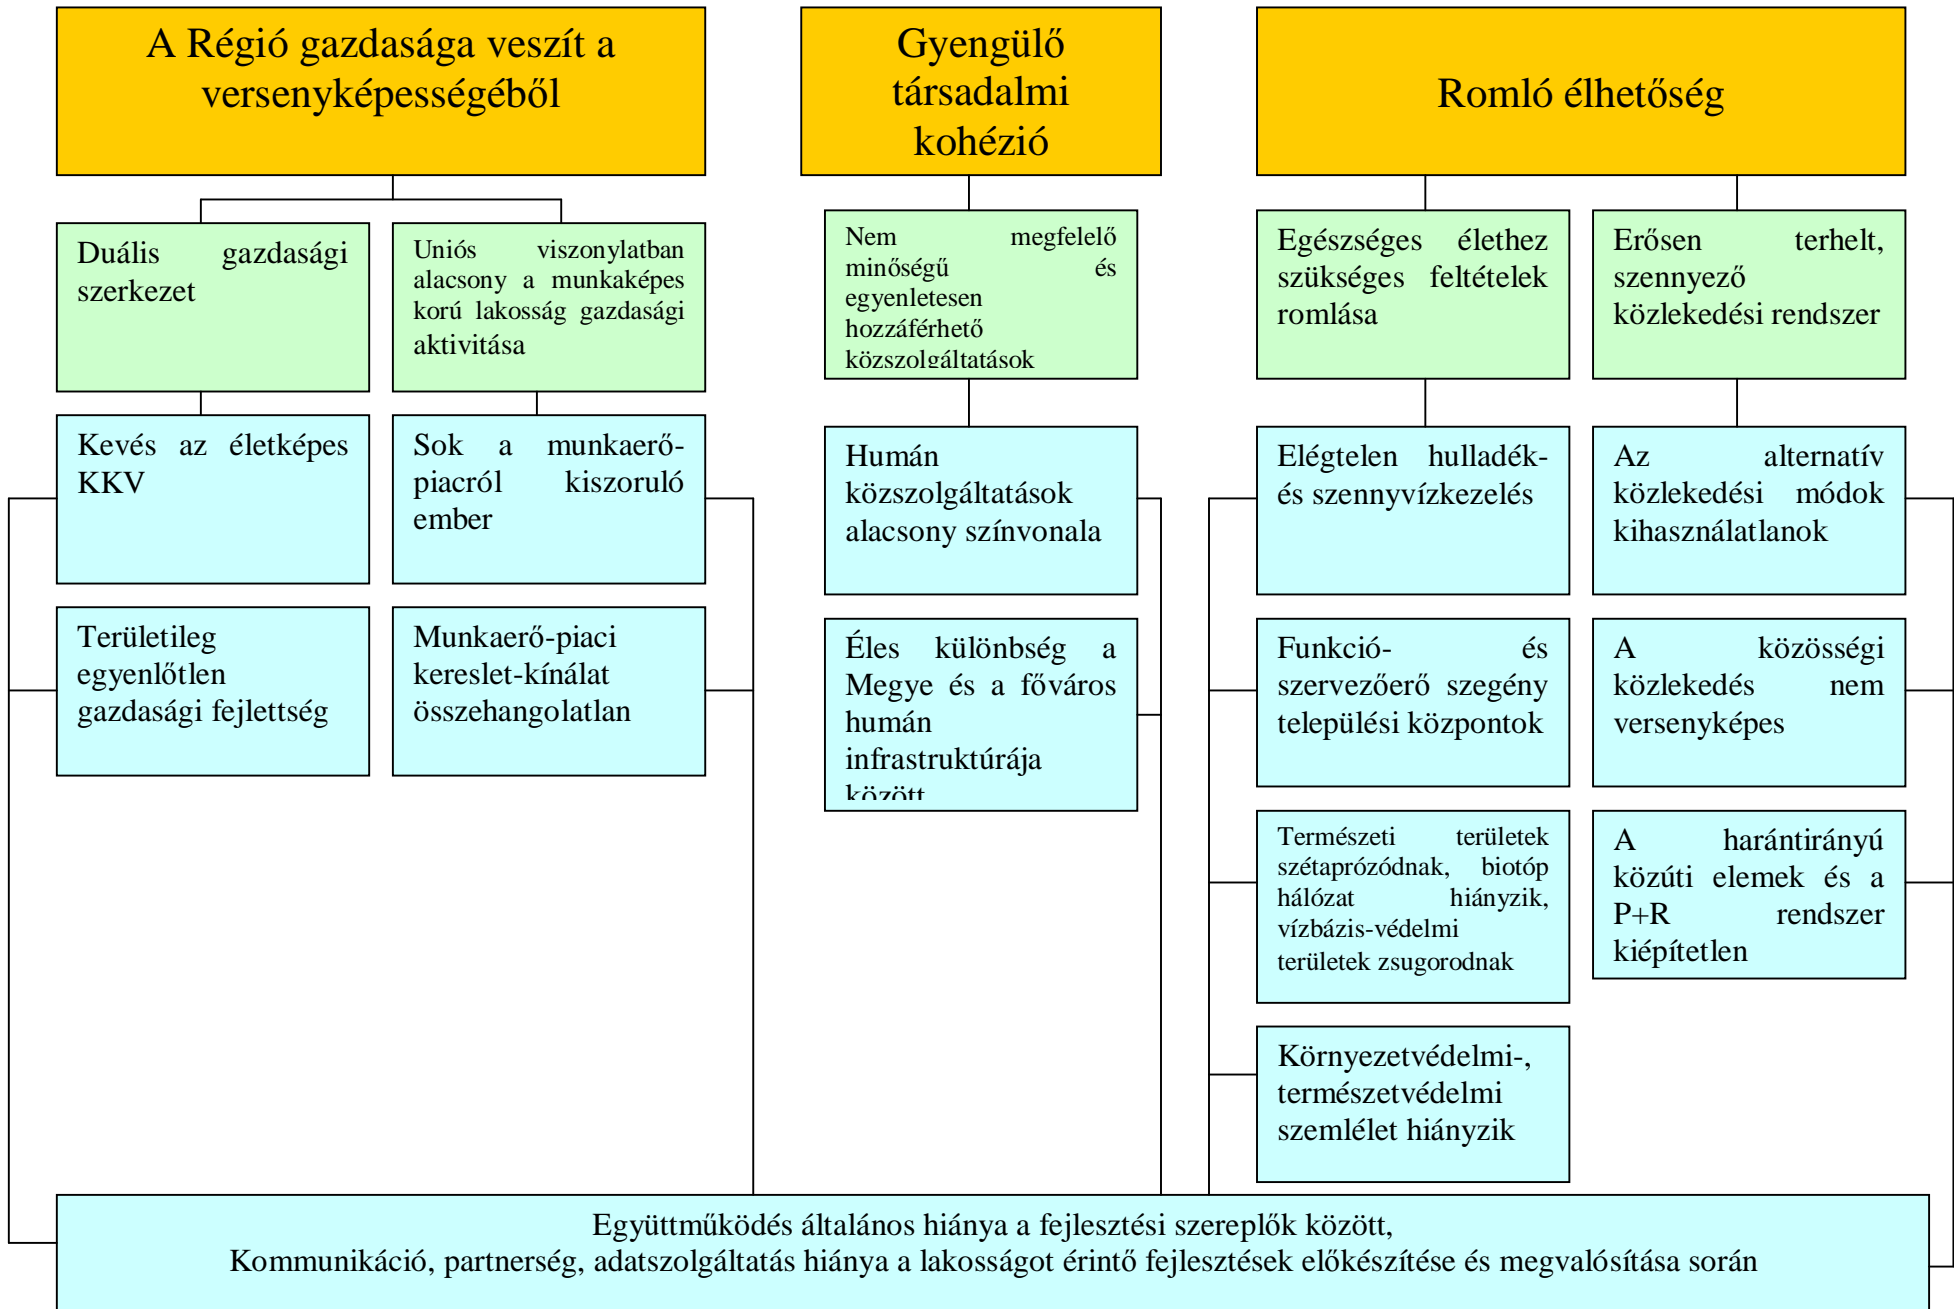 A Régió gazdasága veszít a
versenyképességéből
Gyengülő
társadalmi
kohézió
Romló élhetőség
Duális gazdasági
szerkezet
Uniós viszonylatban
alacsony a munkaképes
korú lakosság gazdasági
aktivitása
Nem megfelelő
minőségű és
egyenletesen
hozzáférhető
közszolgáltatások
Egészséges élethez
szükséges feltételek
romlása
Erősen terhelt,
szennyező
közlekedési rendszer
Kevés az életképes
KKV
Sok a munkaerő-
piacról kiszoruló
ember
Humán
közszolgáltatások
alacsony színvonala
Elégtelen hulladék-
és szennyvízkezelés
Az alternatív
közlekedési módok
kihasználatlanok
Területileg
egyenlőtlen
gazdasági fejlettség
Munkaerő-piaci
kereslet-kínálat
összehangolatlan
Éles különbség a
Megye és a főváros
humán
infrastruktúrája
között
Funkció- és
szervezőerő szegény
települési központok
A közösségi
közlekedés nem
versenyképes
Természeti területek
szétaprózódnak, biotóp
hálózat hiányzik,
vízbázis-védelmi
területek zsugorodnak
A harántirányú
közúti elemek és a
P+R rendszer
kiépítetlen
Környezetvédelmi-,
természetvédelmi
szemlélet hiányzik
Együttműködés általános hiánya a fejlesztési szereplők között,
Kommunikáció, partnerség, adatszolgáltatás hiánya a lakosságot érintő fejlesztések előkészítése és megvalósítása során